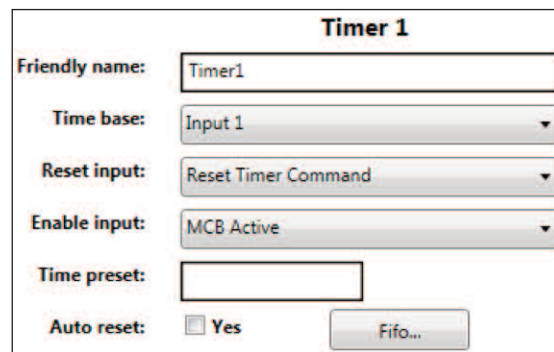 Timer 1
Friendly name: Timer1
Time base: Input 1
Reset input: Reset Timer Command
Enable input: MCB Active
Time preset:
Auto reset: Yes Fifo...